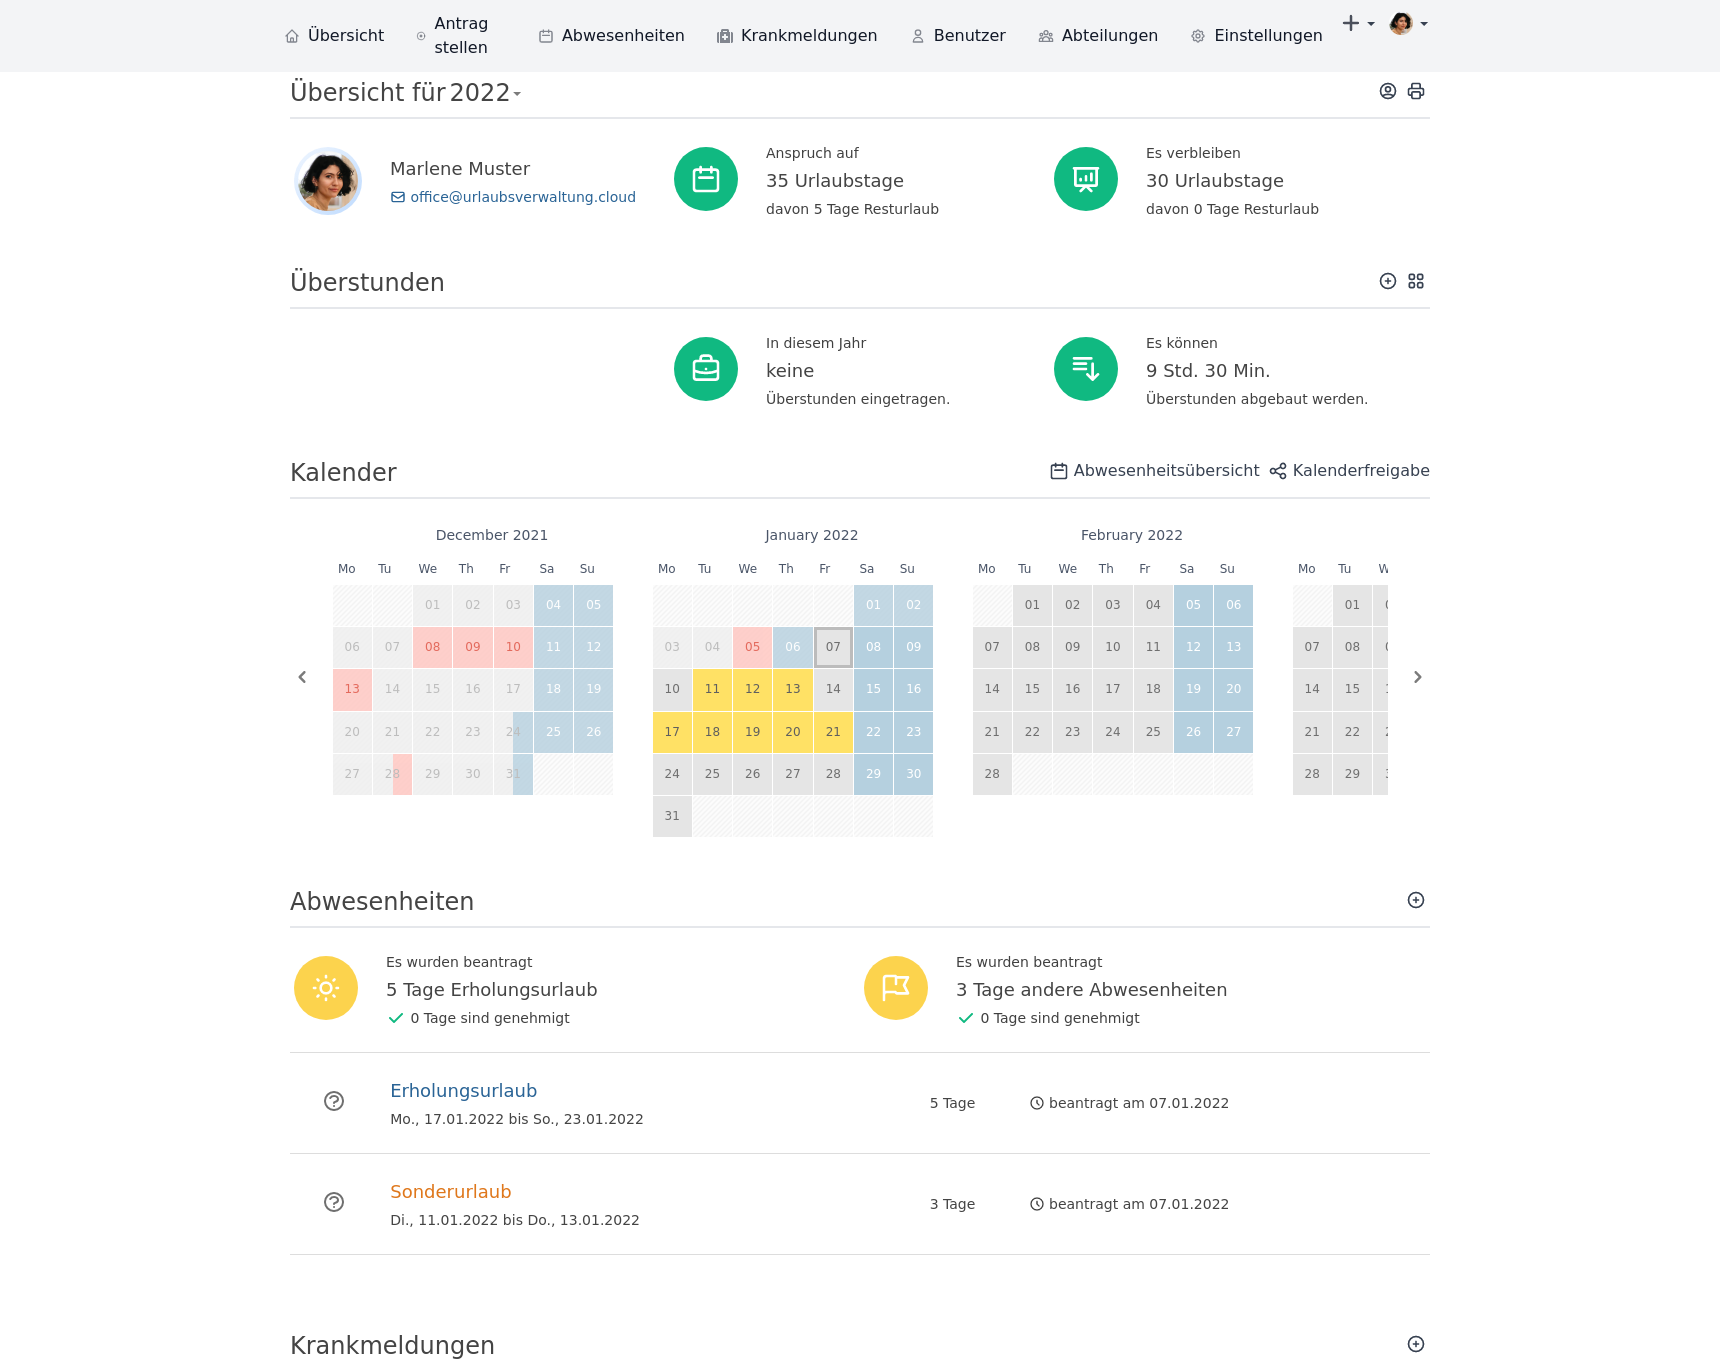 Übersicht
Antrag stellen
Abwesenheiten
Krankmeldungen
Benutzer
Abteilungen
Einstellungen
Übersicht für 2022
Marlene Muster
office@urlaubsverwaltung.cloud
Anspruch auf
35 Urlaubstage
davon 5 Tage Resturlaub
Es verbleiben
30 Urlaubstage
davon 0 Tage Resturlaub
Überstunden
In diesem Jahr
keine
Überstunden eingetragen.
Es können
9 Std. 30 Min.
Überstunden abgebaut werden.
Kalender
Abwesenheitsübersicht
Kalenderfreigabe
December 2021
Mo Tu We Th Fr Sa Su
01 02 03 04 05
06 07 08 09 10 11 12
13 14 15 16 17 18 19
20 21 22 23 24 25 26
27 28 29 30 31
January 2022
Mo Tu We Th Fr Sa Su
01 02
03 04 05 06 07 08 09
10 11 12 13 14 15 16
17 18 19 20 21 22 23
24 25 26 27 28 29 30
31
February 2022
Mo Tu We Th Fr Sa Su
01 02 03 04 05 06
07 08 09 10 11 12 13
14 15 16 17 18 19 20
21 22 23 24 25 26 27
28
Mo Tu
01
07 08
14 15
21 22
28 29
Abwesenheiten
Es wurden beantragt
5 Tage Erholungsurlaub
0 Tage sind genehmigt
Es wurden beantragt
3 Tage andere Abwesenheiten
0 Tage sind genehmigt
Erholungsurlaub
Mo., 17.01.2022 bis So., 23.01.2022
5 Tage
beantragt am 07.01.2022
Sonderurlaub
Di., 11.01.2022 bis Do., 13.01.2022
3 Tage
beantragt am 07.01.2022
Krankmeldungen